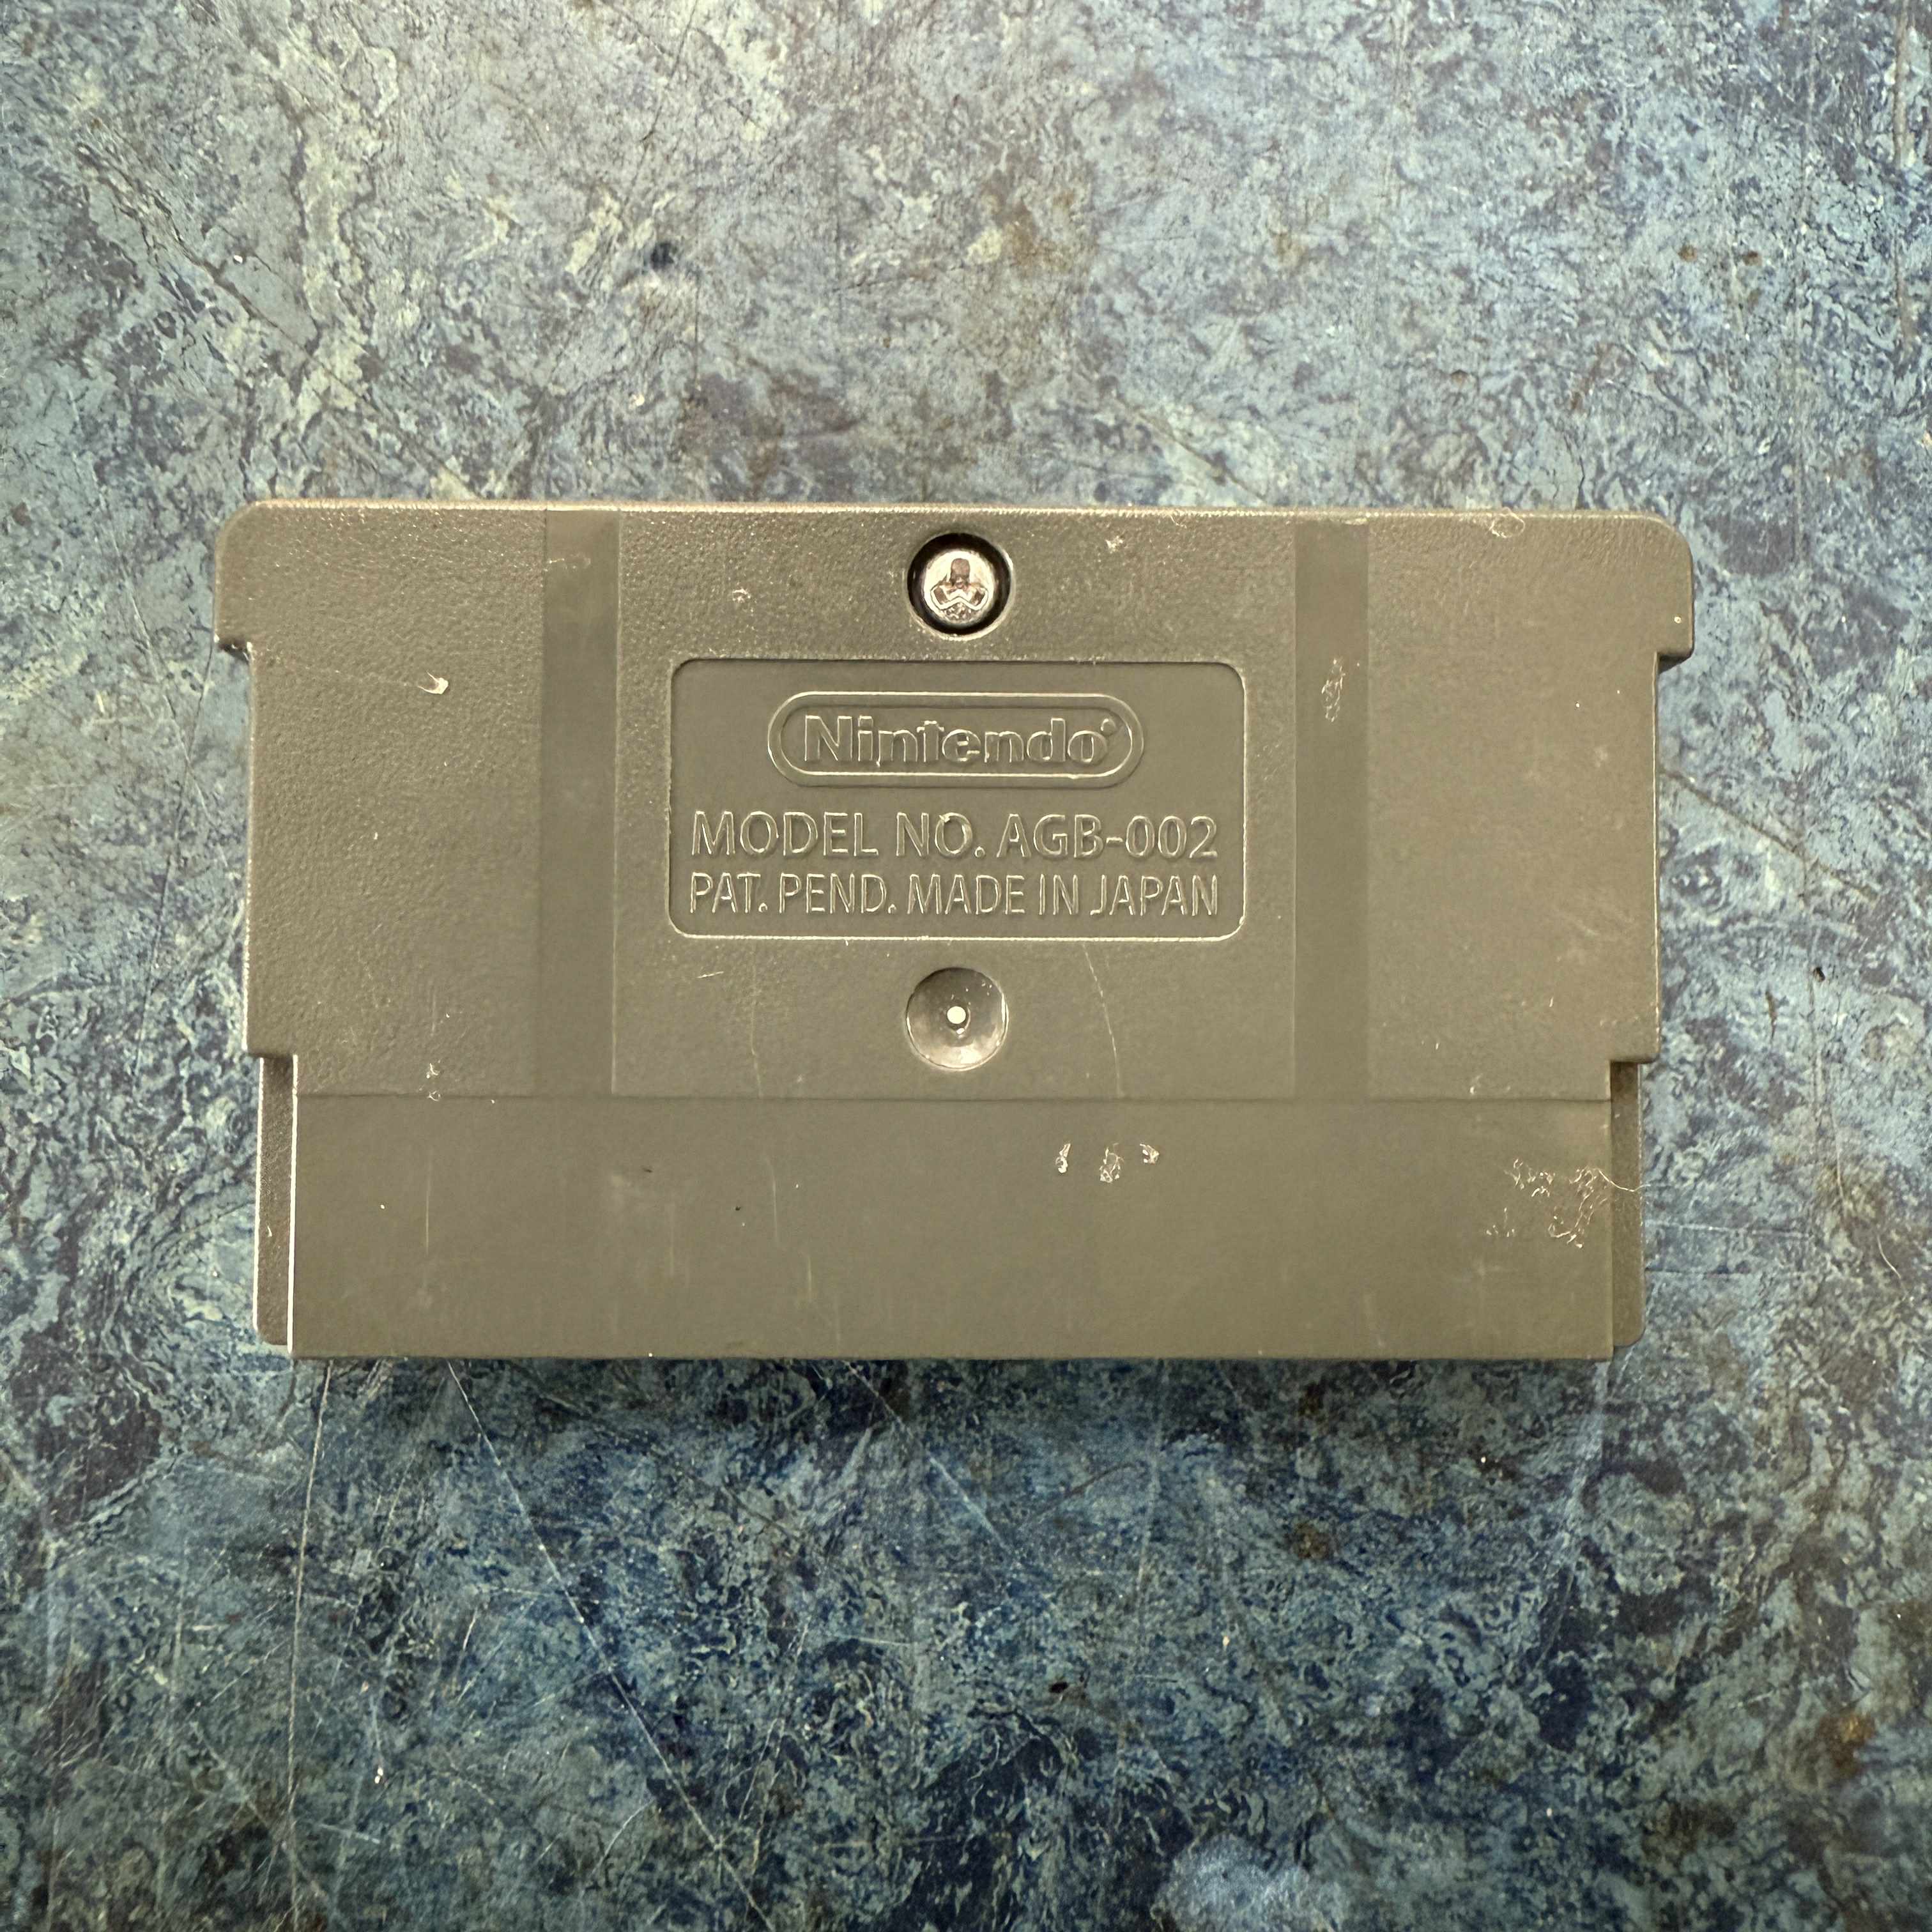 Nintendo®
MODEL NO. AGB-002
PAT. PEND. MADE IN JAPAN